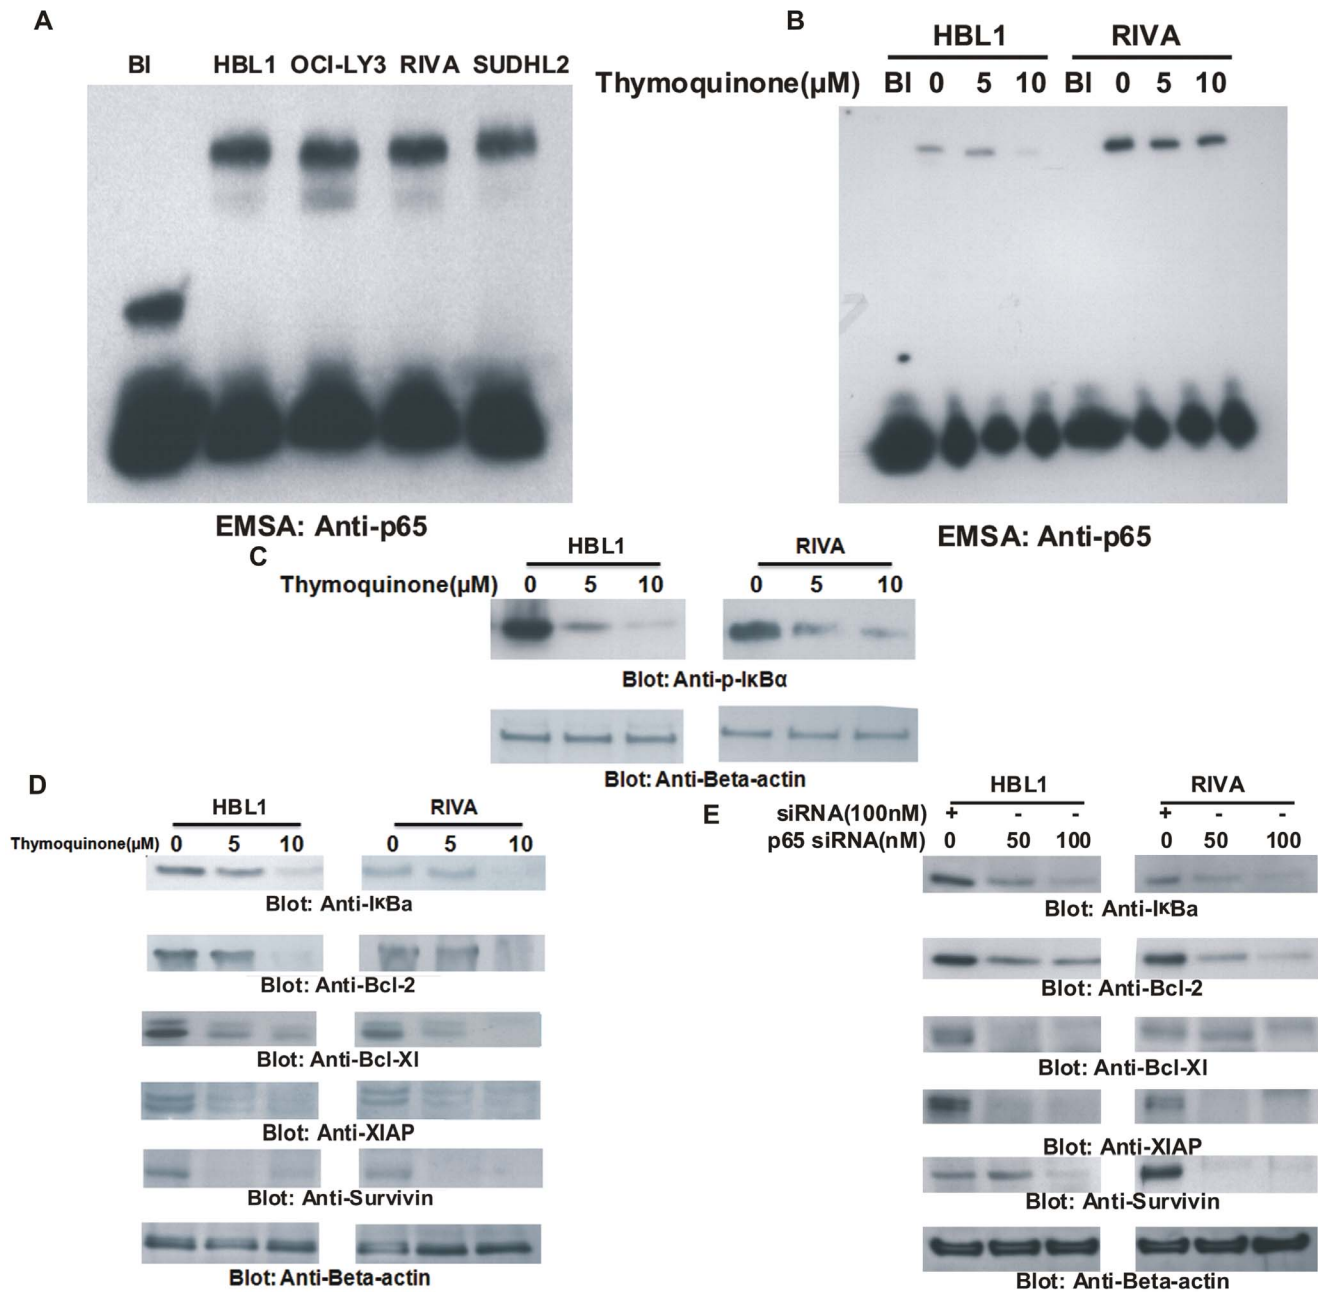 A
BI HBL1 OCI-LY3 RIVA SUDHL2
EMSA: Anti-p65
B
HBL1 RIVA
Thymoquinone(µM) BI 0 5 10 BI 0 5 10
EMSA: Anti-p65
C
HBL1 RIVA
Thymoquinone(µM) 0 5 10 0 5 10
Blot: Anti-p-IκBα
Blot: Anti-Beta-actin
D
HBL1 RIVA
Thymoquinone(µM) 0 5 10 0 5 10
Blot: Anti-IκBa
Blot: Anti-Bcl-2
Blot: Anti-Bcl-Xl
Blot: Anti-XIAP
Blot: Anti-Survivin
Blot: Anti-Beta-actin
E
HBL1 RIVA
siRNA(100nM) + - - + - -
p65 siRNA(nM) 0 50 100 0 50 100
Blot: Anti-IκBa
Blot: Anti-Bcl-2
Blot: Anti-Bcl-Xl
Blot: Anti-XIAP
Blot: Anti-Survivin
Blot: Anti-Beta-actin